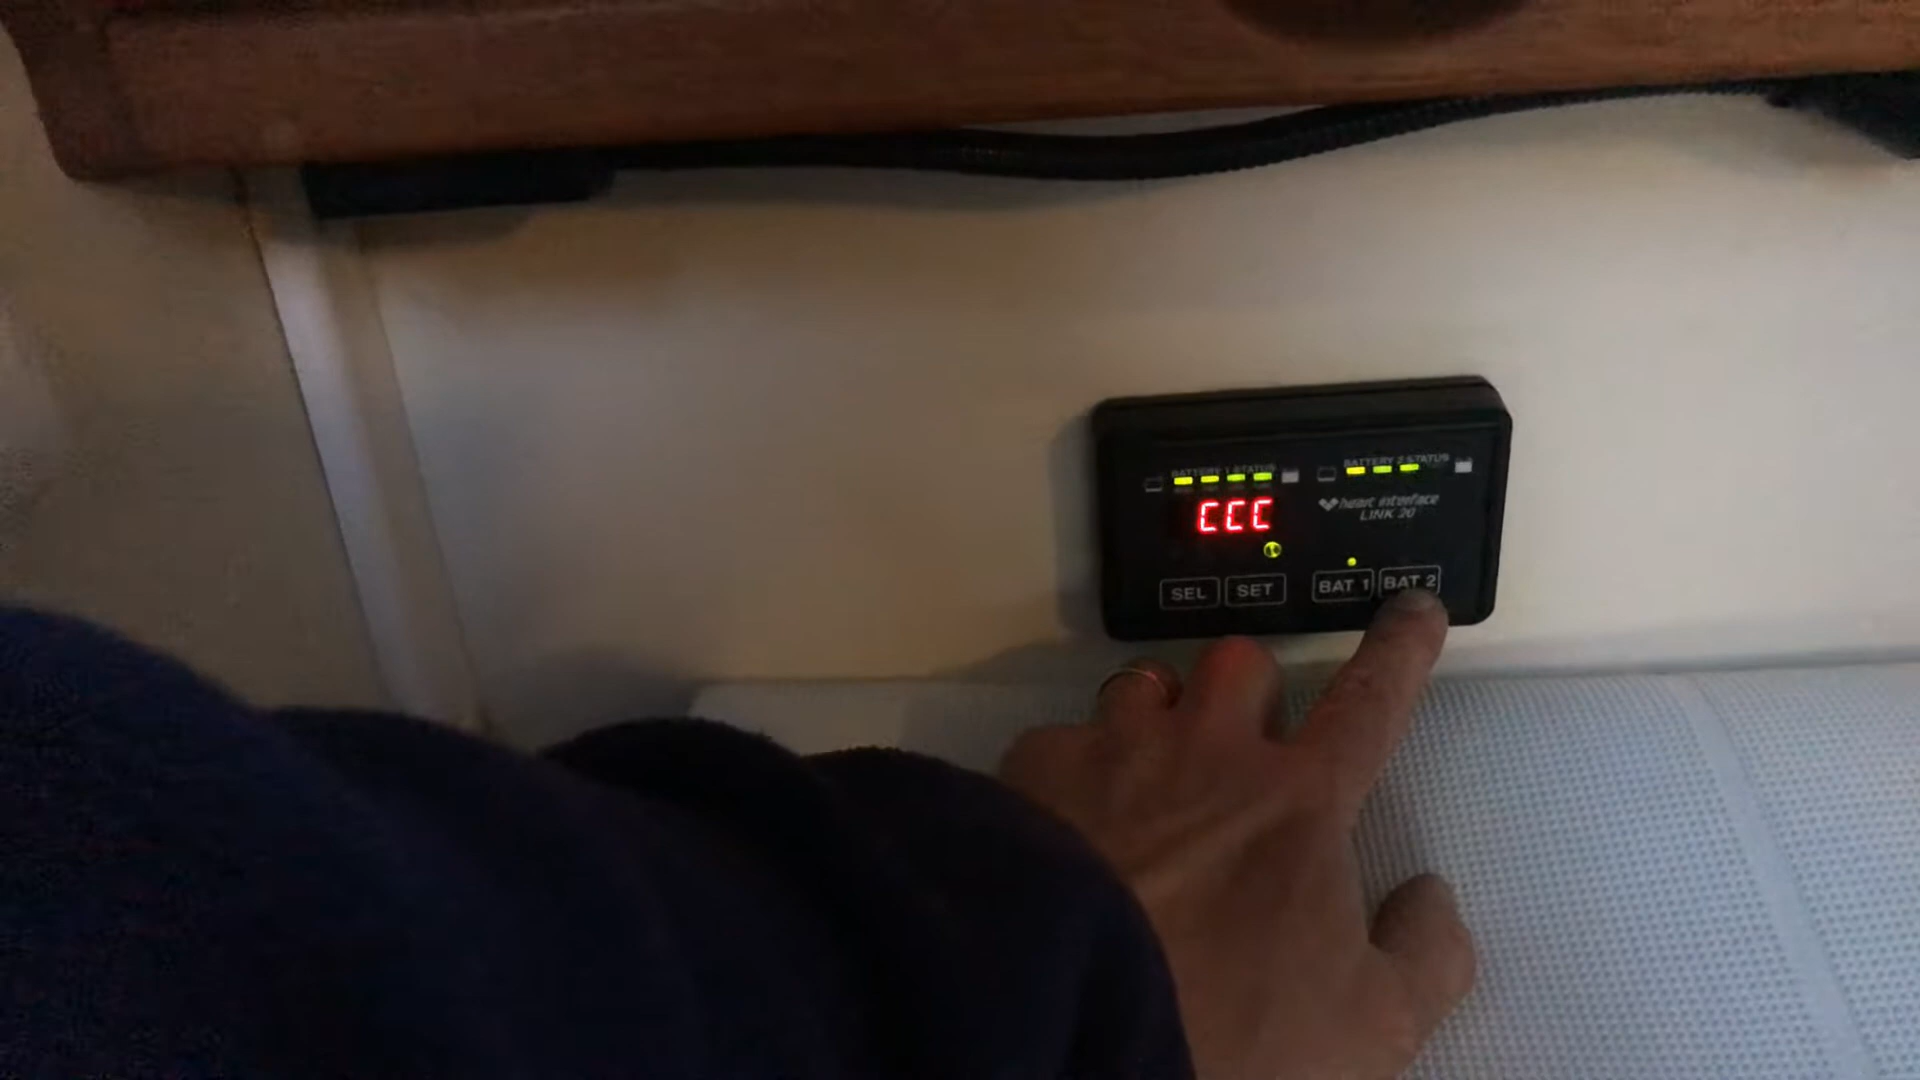 BATTERY 1 STATUS
BATTERY 2 STATUS
CCC
heart interface
LINK 20
SEL
SET
BAT 1
BAT 2